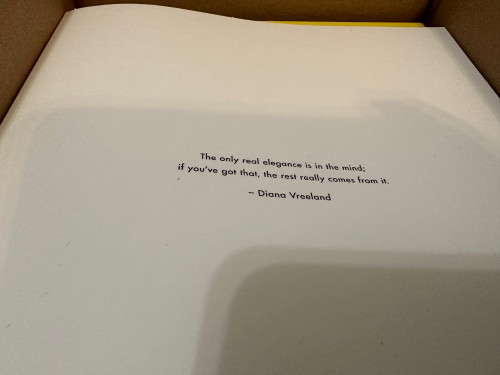 The only real elegance is in the mind;
if you've got that, the rest really comes from it.
– Diana Vreeland